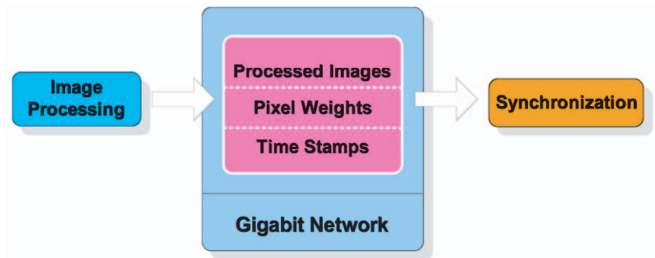 Image
Processing
Processed Images
Pixel Weights
Time Stamps
Gigabit Network
Synchronization